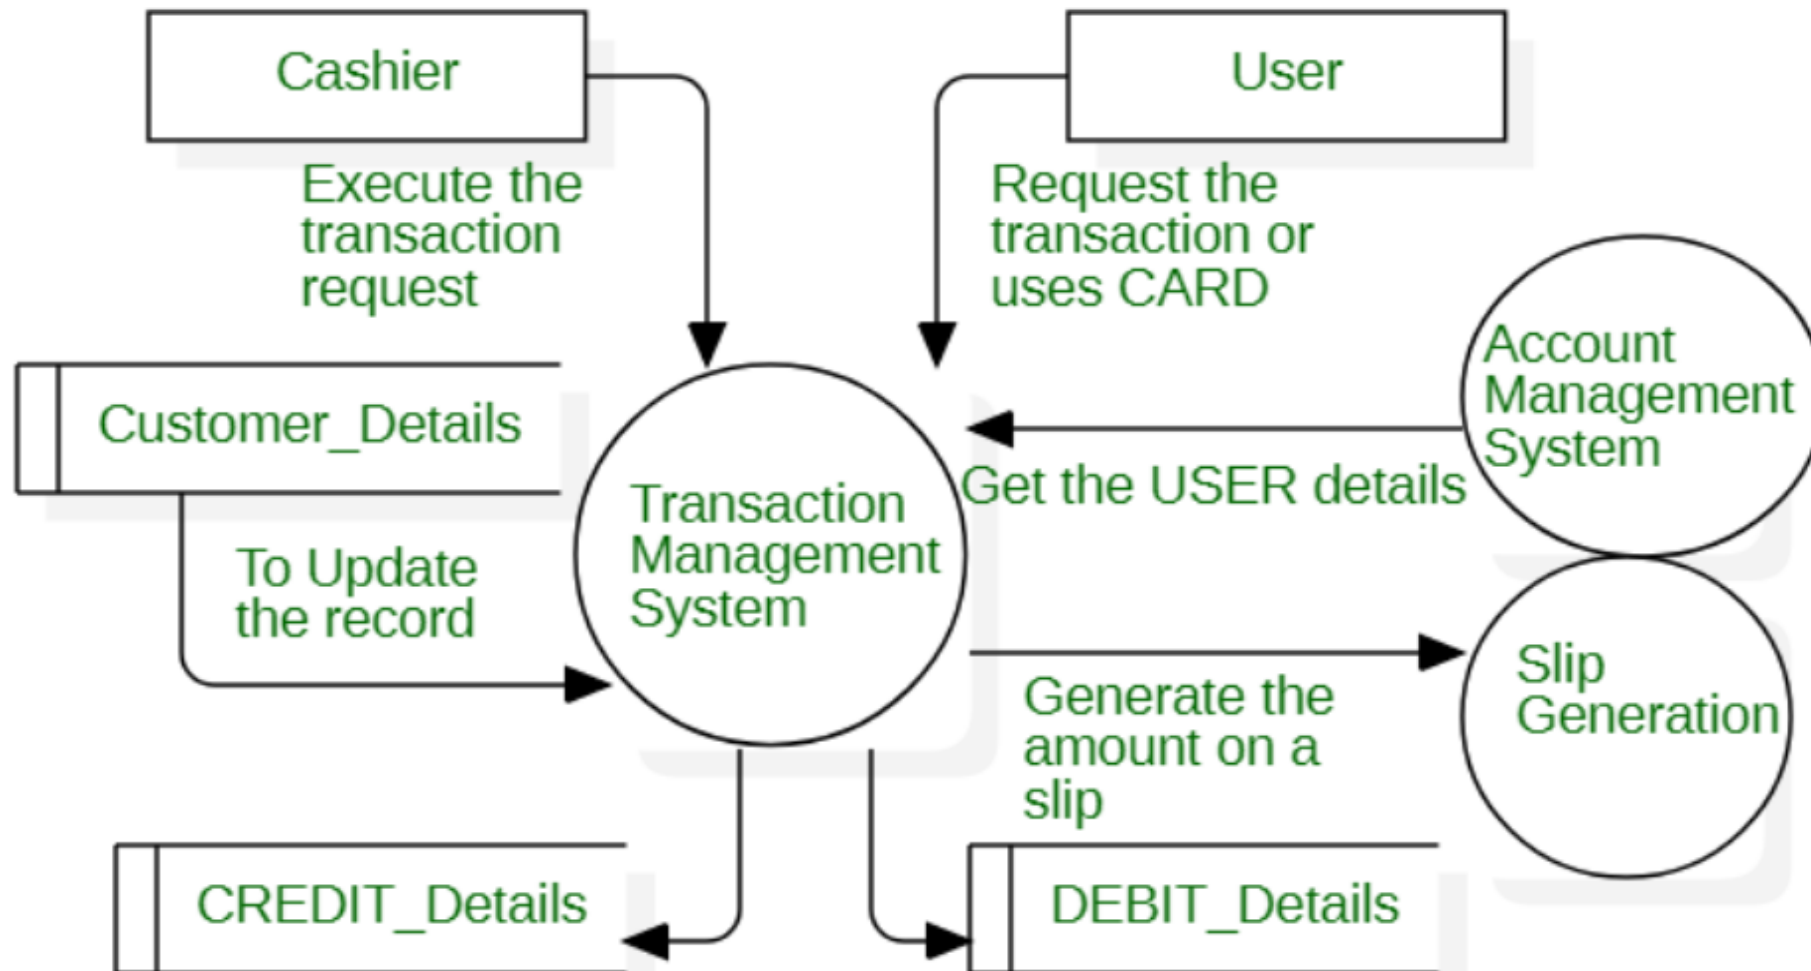 Cashier
User
Execute the
transaction
request
Request the
transaction or
uses CARD
Account
Management
System
Customer_Details
Get the USER details
Transaction
Management
System
To Update
the record
Slip
Generation
Generate the
amount on a
slip
CREDIT_Details
DEBIT_Details